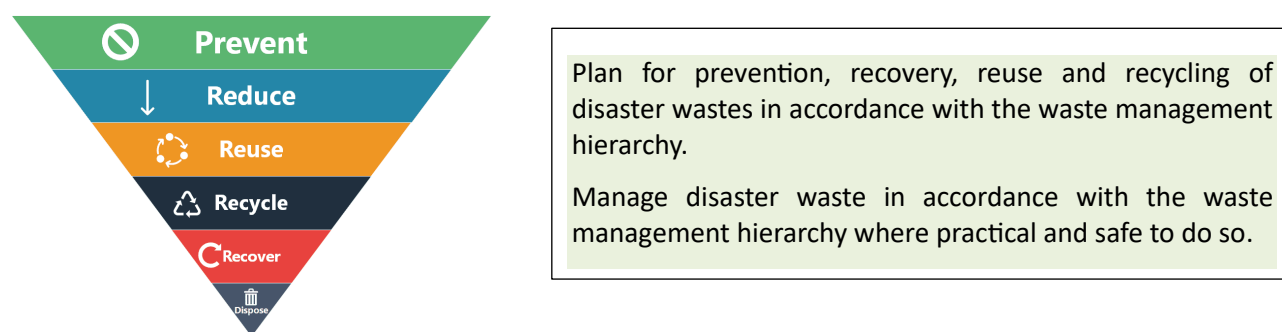 Prevent
Reduce
Reuse
Recycle
Recover
Dispose
Plan for prevention, recovery, reuse and recycling of
disaster wastes in accordance with the waste management
hierarchy.
Manage disaster waste in accordance with the waste
management hierarchy where practical and safe to do so.